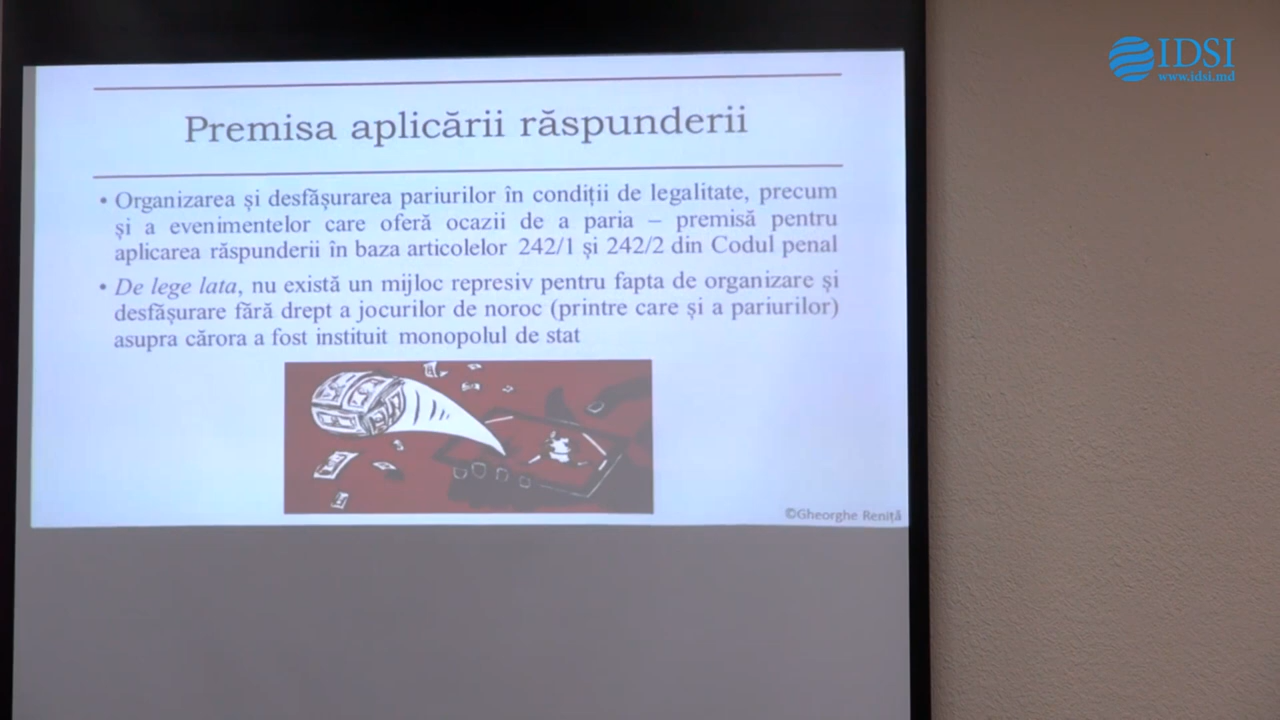 IDSI
www.idsi.md
Premisa aplicării răspunderii
• Organizarea și desfășurarea pariurilor în condiții de legalitate, precum
și a evenimentelor care oferă ocazii de a paria – premisă pentru
aplicarea răspunderii în baza articolelor 242/1 și 242/2 din Codul penal
• De lege lata, nu există un mijloc represiv pentru fapta de organizare și
desfășurare fără drept a jocurilor de noroc (printre care și a pariurilor)
asupra cărora a fost instituit monopolul de stat
©Gheorghe Reniță